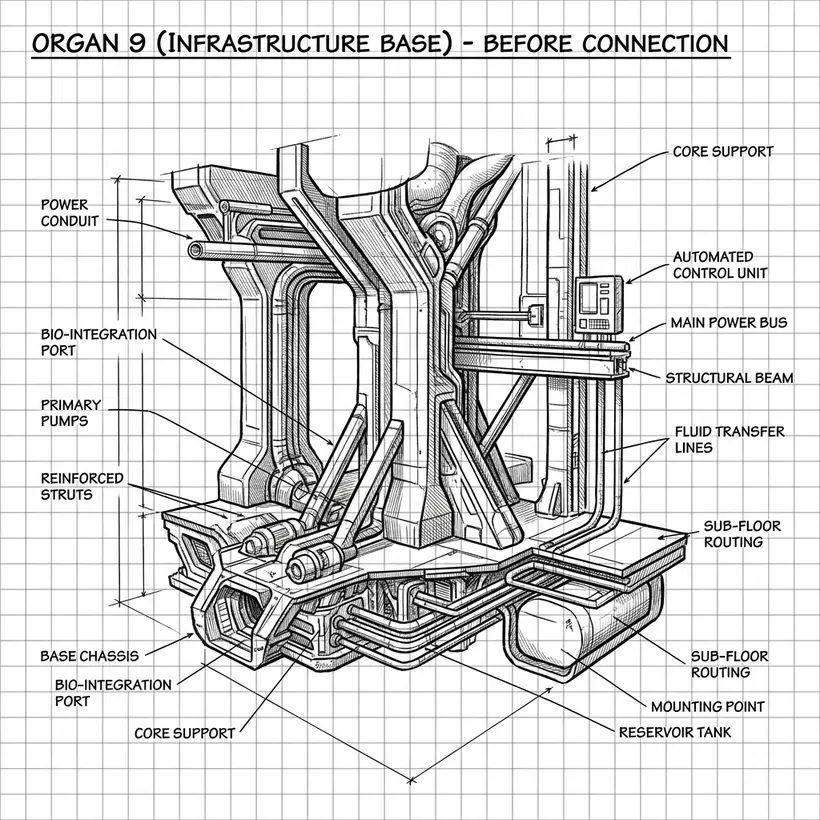 ORGAN 9 (INFRASTRUCTURE BASE) - BEFORE CONNECTION
POWER
CONDUIT
BIO-INTEGRATION
PORT
PRIMARY
PUMPS
REINFORCED
STRUTS
BASE CHASSIS
BIO-INTEGRATION
PORT
CORE SUPPORT
CORE SUPPORT
AUTOMATED
CONTROL UNIT
MAIN POWER BUS
STRUCTURAL BEAM
FLUID TRANSFER
LINES
SUB-FLOOR
ROUTING
SUB-FLOOR
ROUTING
MOUNTING POINT
RESERVOIR TANK